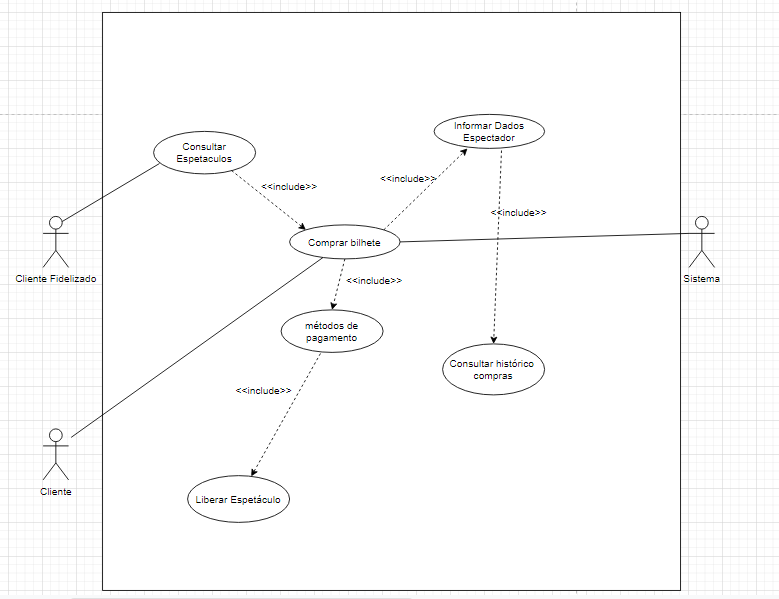 Informar Dados
Espectador
Consultar
Espetaculos
<<include>>
<<include>>
<<include>>
Comprar bilhete
Cliente Fidelizado
Sistema
<<include>>
métodos de
pagamento
Consultar histórico
compras
<<include>>
Cliente
Liberar Espetáculo